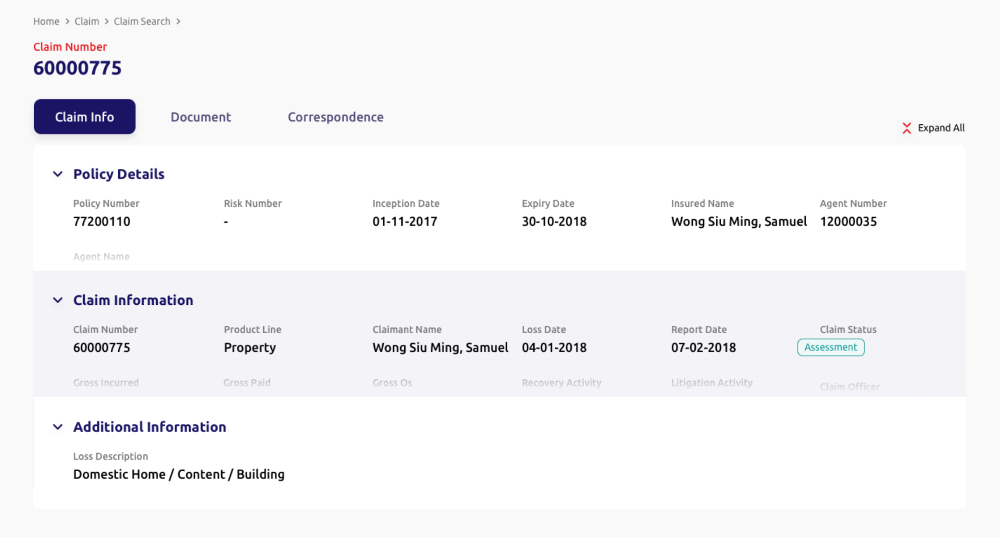 Home > Claim > Claim Search >
Claim Number
60000775
Claim Info Document Correspondence
Expand All
Policy Details
Policy Number Risk Number Inception Date Expiry Date Insured Name Agent Number
77200110 - 01-11-2017 30-10-2018 Wong Siu Ming, Samuel 12000035
Agent Name
Claim Information
Claim Number Product Line Claimant Name Loss Date Report Date Claim Status
60000775 Property Wong Siu Ming, Samuel 04-01-2018 07-02-2018 Assessment
Gross Incurred Gross Paid Gross Os Recovery Activity Litigation Activity Claim Officer
Additional Information
Loss Description
Domestic Home / Content / Building